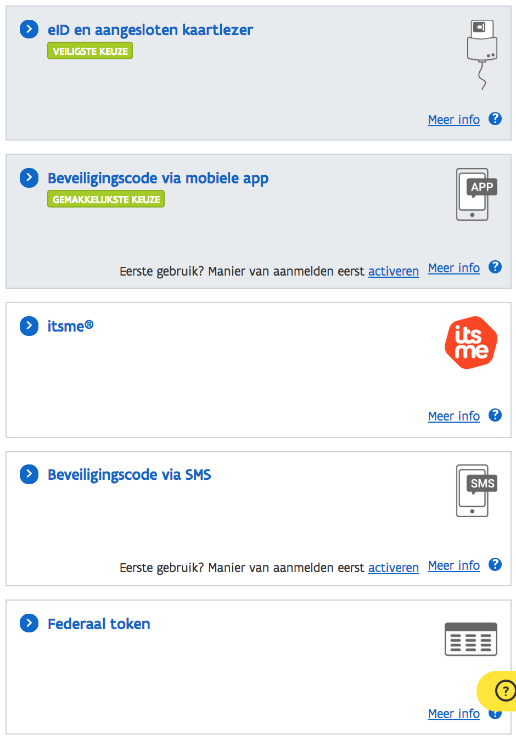 eID en aangesloten kaartlezer
VEILIGSTE KEUZE
Meer info ?
Beveiligingscode via mobiele app
GEMAKKELIJKSTE KEUZE
APP
Eerste gebruik? Manier van aanmelden eerst activeren Meer info ?
itsme®
its
me
Meer info ?
Beveiligingscode via SMS
SMS
Eerste gebruik? Manier van aanmelden eerst activeren Meer info ?
Federaal token
?
Meer info ?